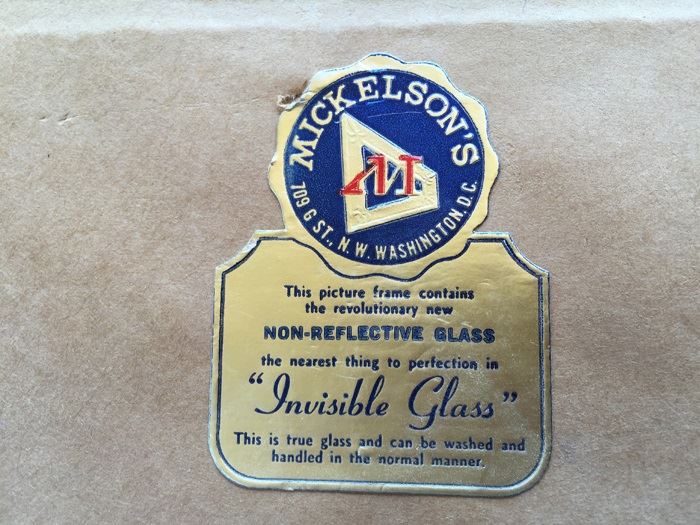 MICKELSON'S
M
709 G ST., N.W. WASHINGTON, D.C.
This picture frame contains
the revolutionary new
NON-REFLECTIVE GLASS
the nearest thing to perfection in
“Invisible Glass”
This is true glass and can be washed and
handled in the normal manner.